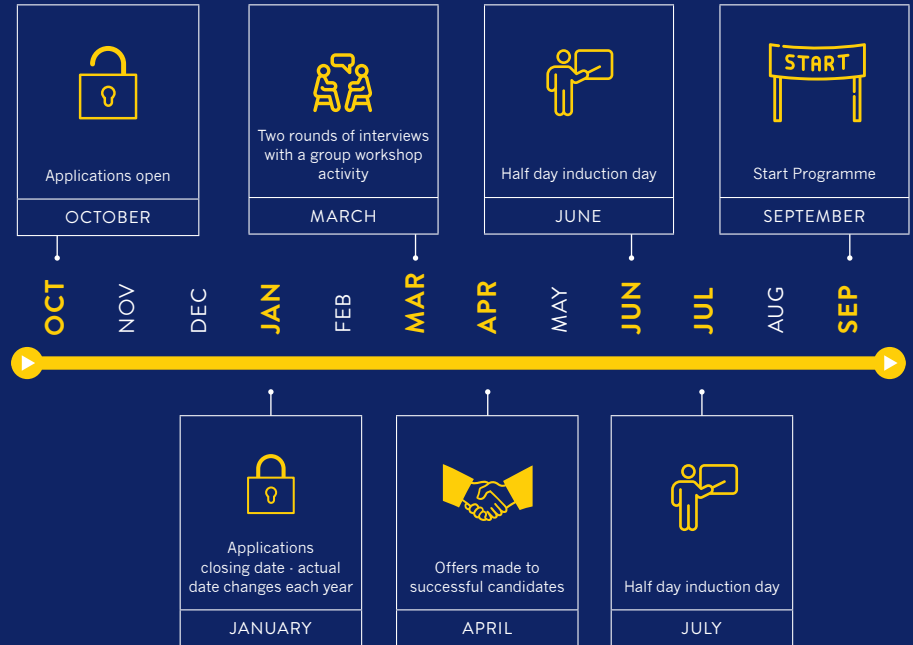 START
Applications open
OCTOBER
Two rounds of interviews
with a group workshop
activity
MARCH
Half day induction day
JUNE
Start Programme
SEPTEMBER
OCT
NOV
DEC
JAN
FEB
MAR
APR
MAY
JUN
JUL
AUG
SEP
Applications
closing date - actual
date changes each year
JANUARY
Offers made to
successful candidates
APRIL
Half day induction day
JULY